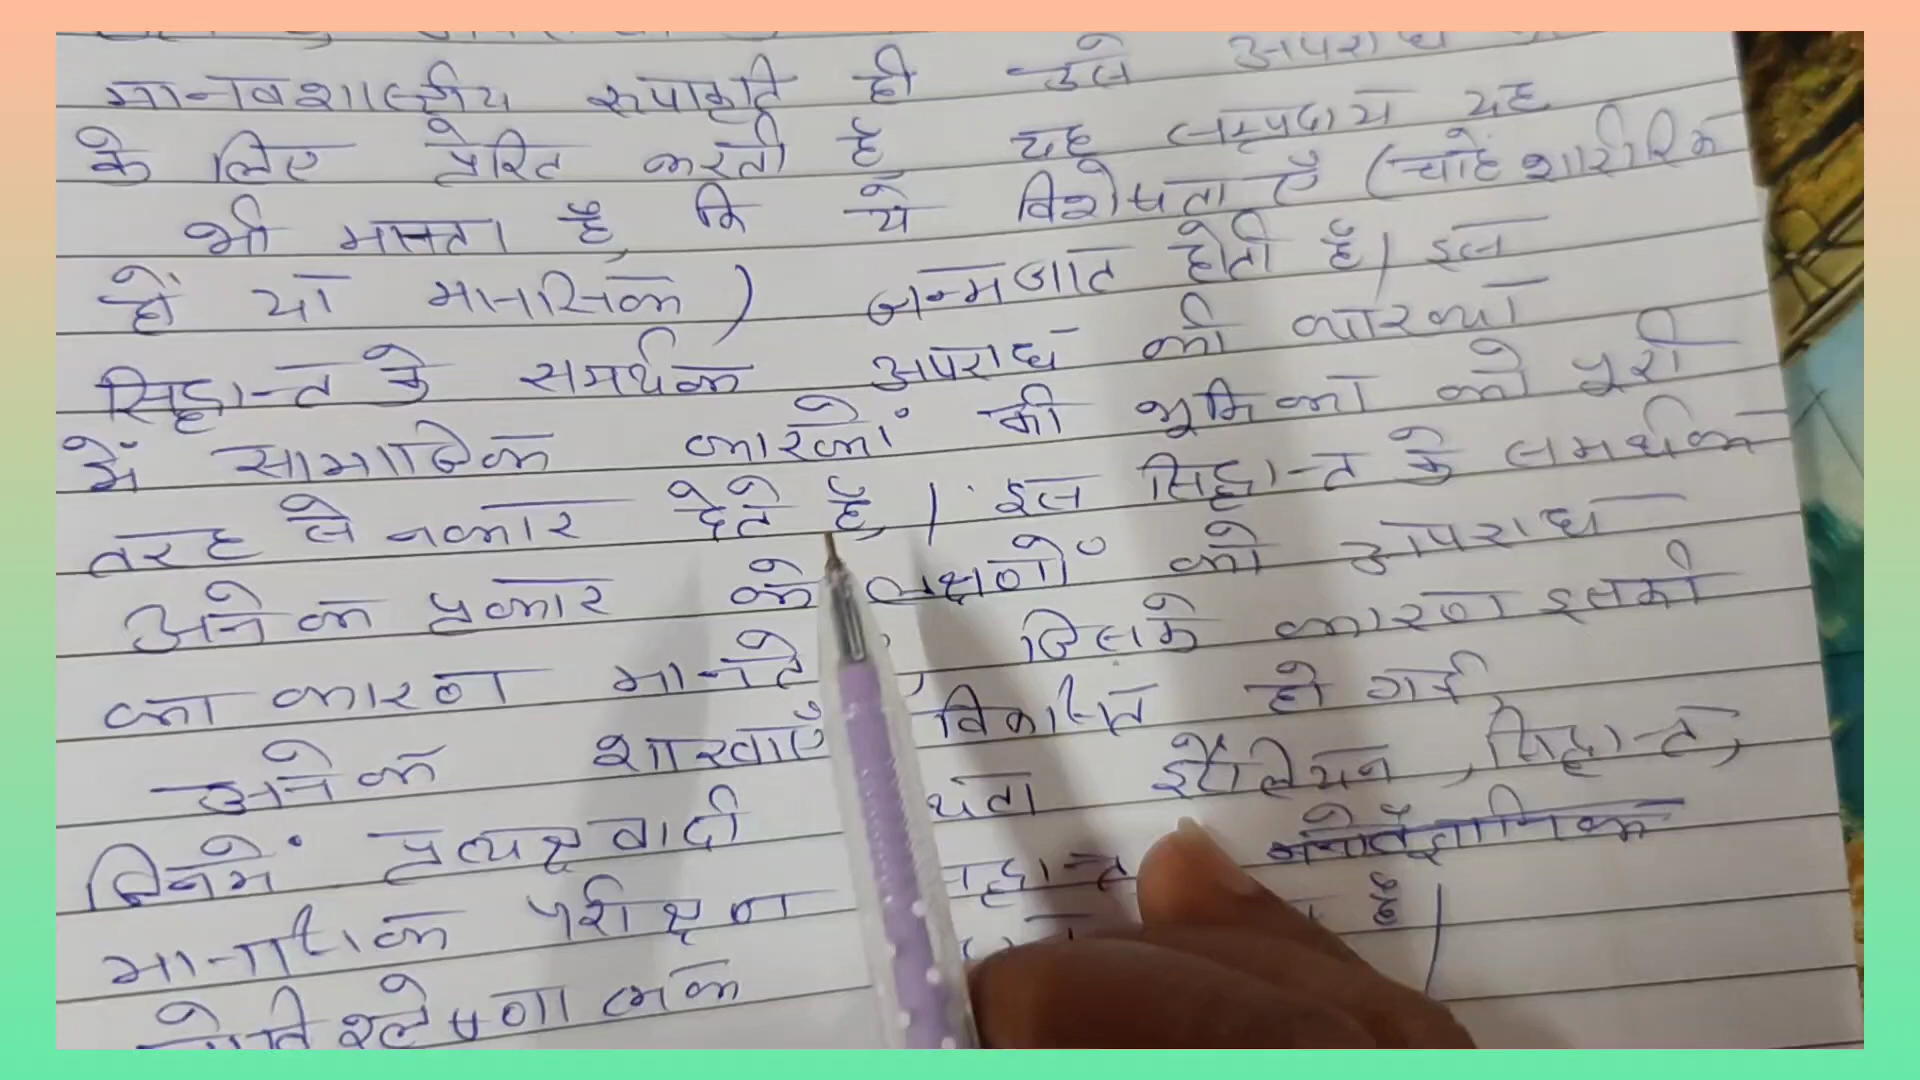 मानवशास्त्रीय रूपाकृति ही उसे अपराध
के लिए प्रेरित करती है यह सम्प्रदाय यह
भी मानता है, कि ये विशेषता एँ (चाहे शारीरिक
हों या मानसिक) जन्मजात होती है। इस
सिद्धान्त के समर्थक अपराध की व्याख्या
में सामाजिक कारकों की भूमिका को पूरी
तरह से नकार देते है,। इस सिद्धान्त के समर्थक
अनेक प्रकार के लक्षणों को अपराध
का कारण मानते , जिसके कारण इसकी
अनेक शाखाएँ विकसित हो गई,
जिनमें प्रत्यक्षवादी इटेलियन, सिद्धान्त,
मानसिक परीक्षण मनोवैज्ञानिक
है।